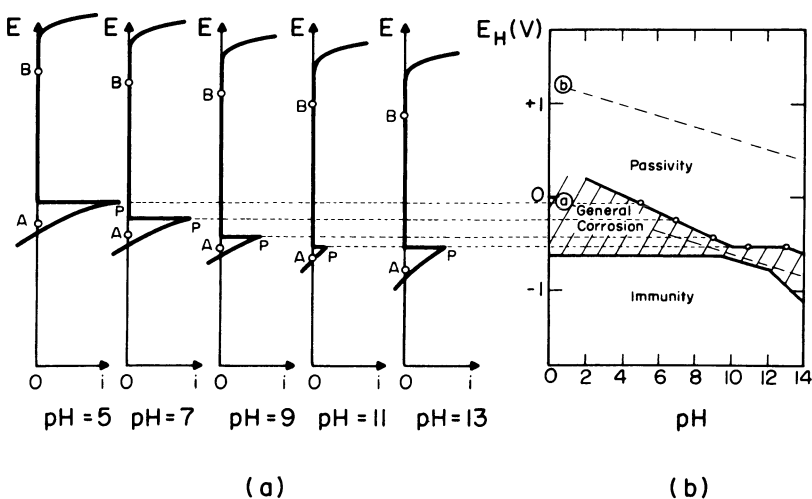 E E E E E E_H (V)
B B B B B
b
+1
Passivity
0
a
General
Corrosion
A A A A A
P P P P P
-1
Immunity
0 i 0 i 0 i 0 i 0 i
0 2 4 6 8 10 12 14
pH = 5 pH = 7 pH = 9 pH = 11 pH = 13 pH
(a) (b)